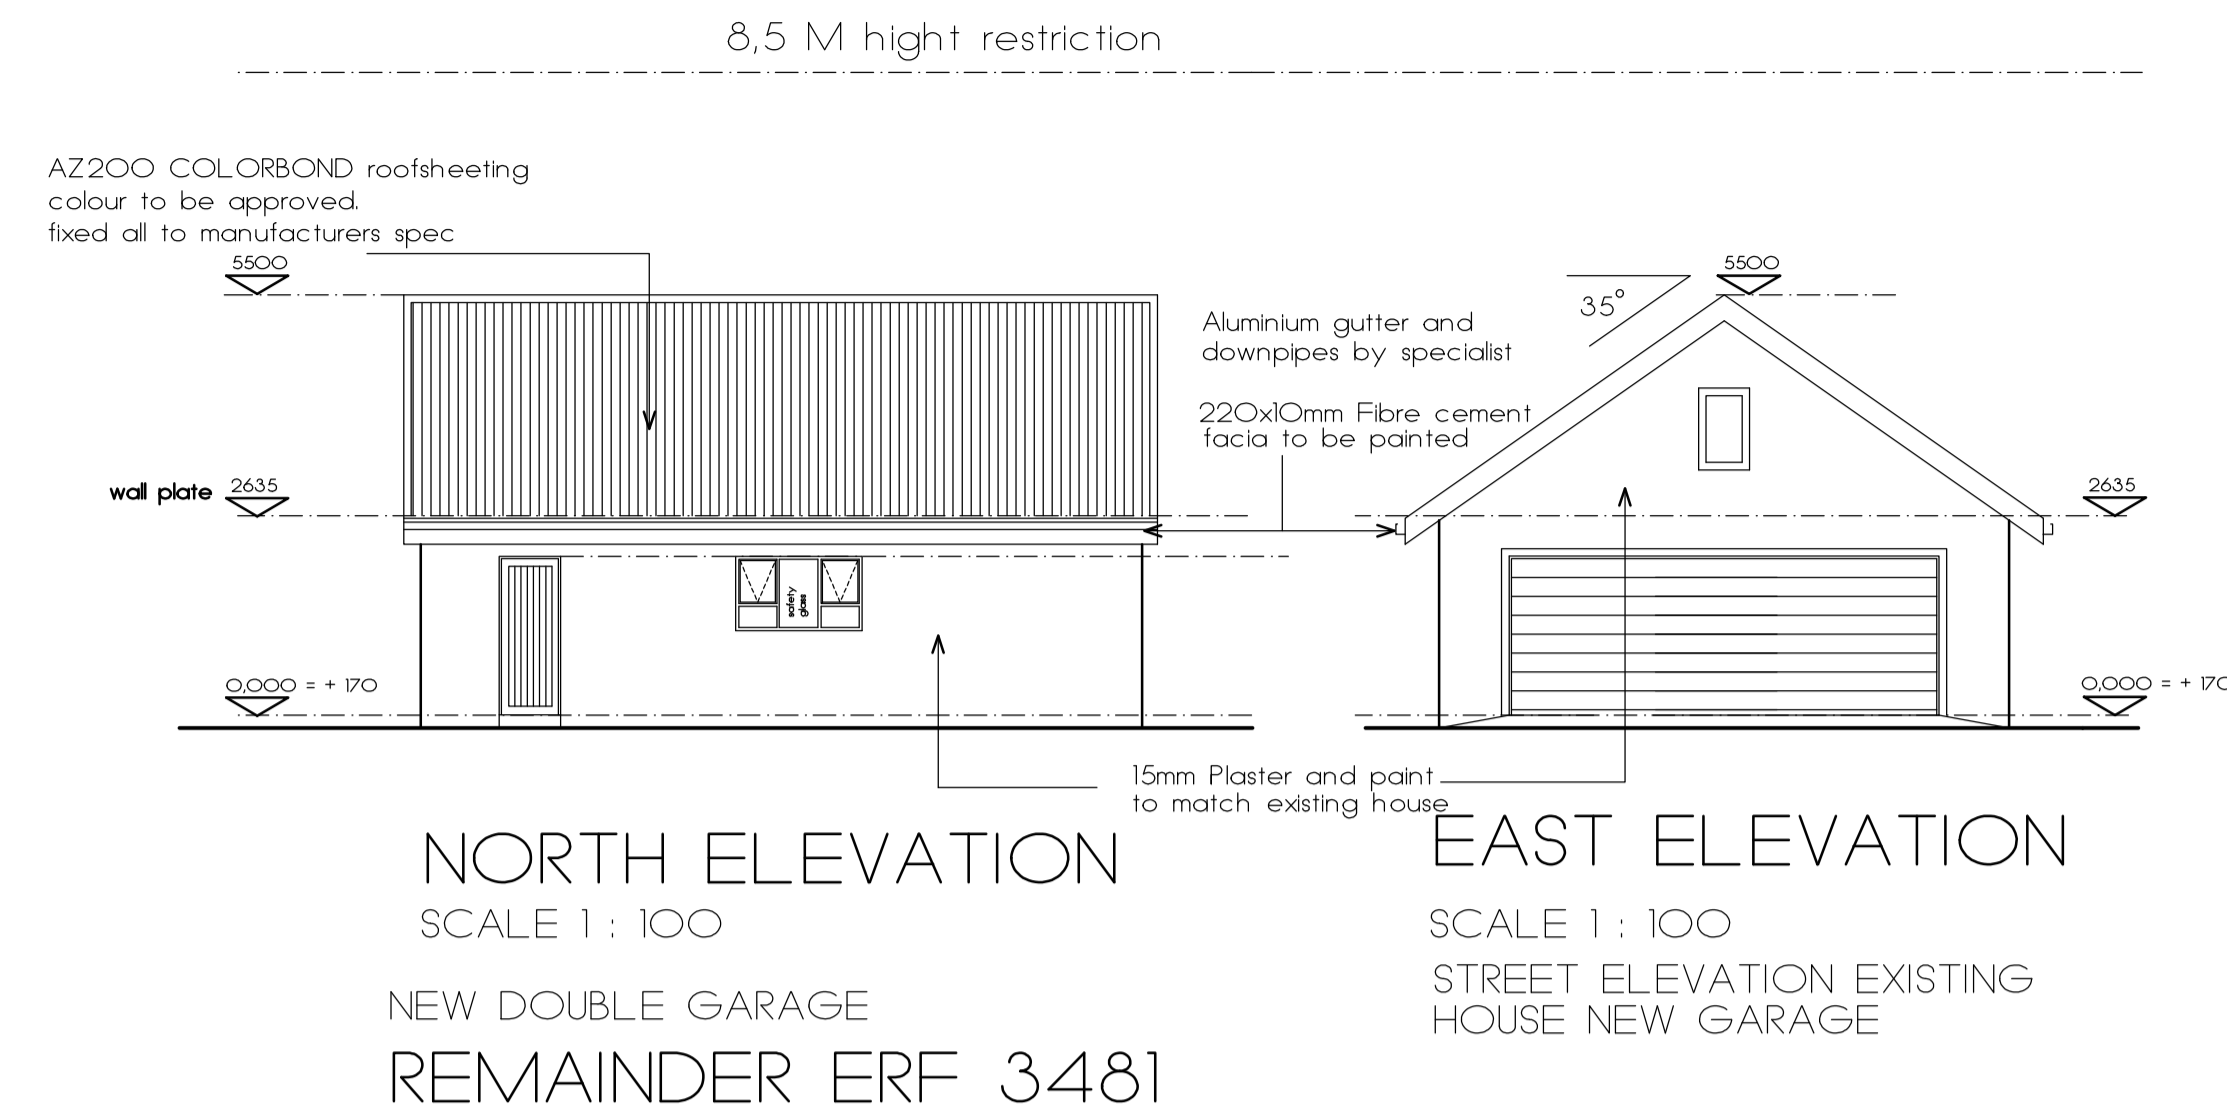 8,5 M hight restriction
AZ200 COLORBOND roofsheeting
colour to be approved.
fixed all to manufacturers spec
5500
wall plate
2635
0,000 = + 170
safety
glass
Aluminium gutter and
downpipes by specialist
220x10mm Fibre cement
facia to be painted
35°
5500
2635
0,000 = + 170
15mm Plaster and paint
to match existing house
NORTH ELEVATION
SCALE 1 : 100
NEW DOUBLE GARAGE
REMAINDER ERF 3481
EAST ELEVATION
SCALE 1 : 100
STREET ELEVATION EXISTING
HOUSE NEW GARAGE